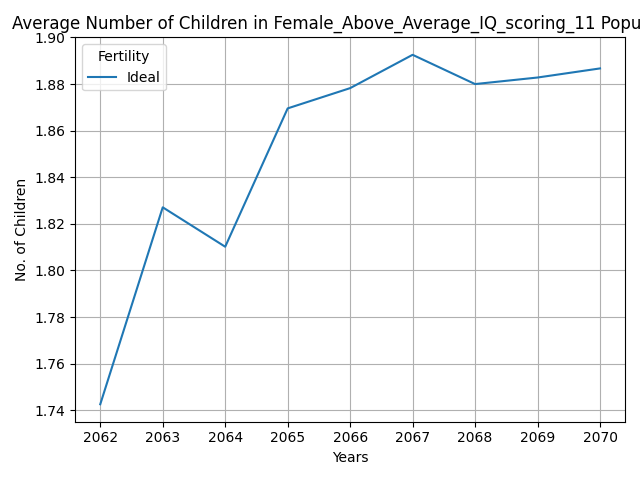 Average Number of Children in Female_Above_Average_IQ_scoring_11 Popu
1.90
1.88
1.86
1.84
1.82
1.80
1.78
1.76
1.74
No. of Children
Fertility
Ideal
2062 2063 2064 2065 2066 2067 2068 2069 2070
Years